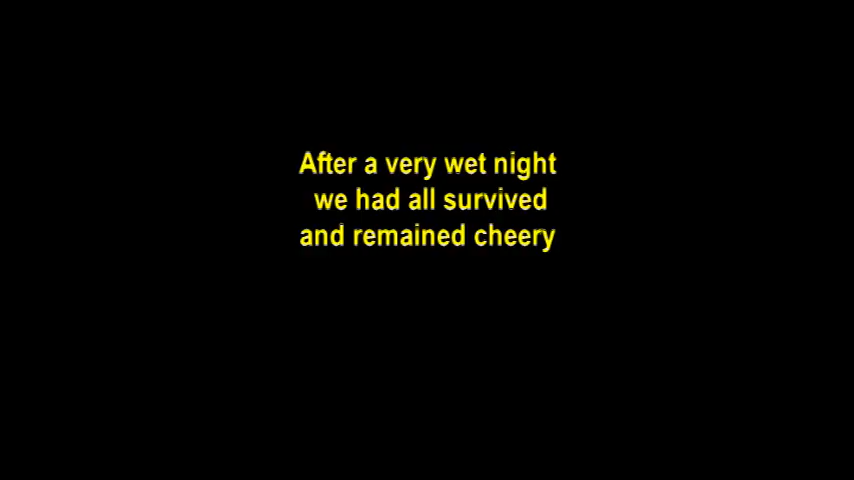 After a very wet night
we had all survived
and remained cheery